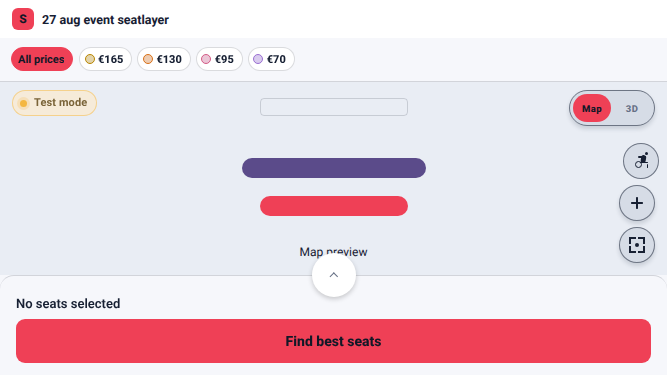 S
27 aug event seatlayer
All prices
€165
€130
€95
€70
Test mode
Map
3D
Map preview
No seats selected
Find best seats